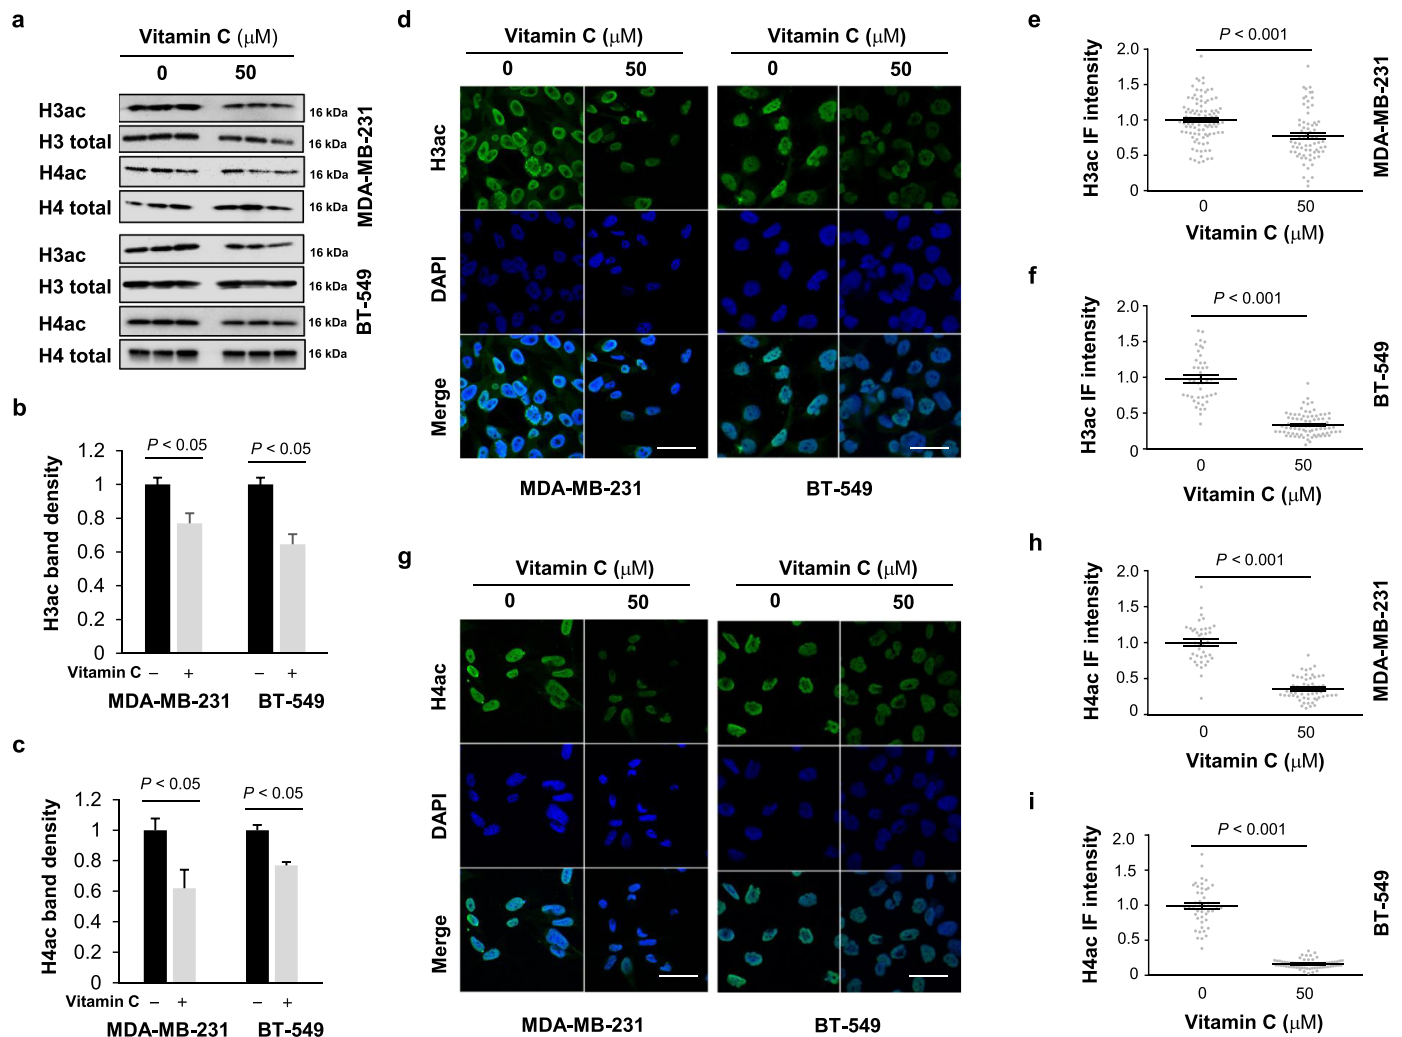 a
Vitamin C (μM)
0 50
H3ac 16 kDa
H3 total 16 kDa
H4ac 16 kDa
H4 total 16 kDa
MDA-MB-231
H3ac 16 kDa
H3 total 16 kDa
H4ac 16 kDa
H4 total 16 kDa
BT-549
b
H3ac band density
1.2
1
0.8
0.6
0.4
0.2
0
P < 0.05 P < 0.05
Vitamin C – + – +
MDA-MB-231 BT-549
c
H4ac band density
1.2
1
0.8
0.6
0.4
0.2
0
P < 0.05 P < 0.05
Vitamin C – + – +
MDA-MB-231 BT-549
d
Vitamin C (μM) Vitamin C (μM)
0 50 0 50
H3ac
DAPI
Merge
MDA-MB-231 BT-549
g
Vitamin C (μM) Vitamin C (μM)
0 50 0 50
H4ac
DAPI
Merge
MDA-MB-231 BT-549
e
H3ac IF intensity
2.0
1.5
1.0
0.5
0
P < 0.001
0 50
Vitamin C (μM)
MDA-MB-231
f
H3ac IF intensity
2.0
1.5
1.0
0.5
0
P < 0.001
0 50
Vitamin C (μM)
BT-549
h
H4ac IF intensity
2.0
1.5
1.0
0.5
0
P < 0.001
0 50
Vitamin C (μM)
MDA-MB-231
i
H4ac IF intensity
2.0
1.5
1.0
0.5
0
P < 0.001
0 50
Vitamin C (μM)
BT-549